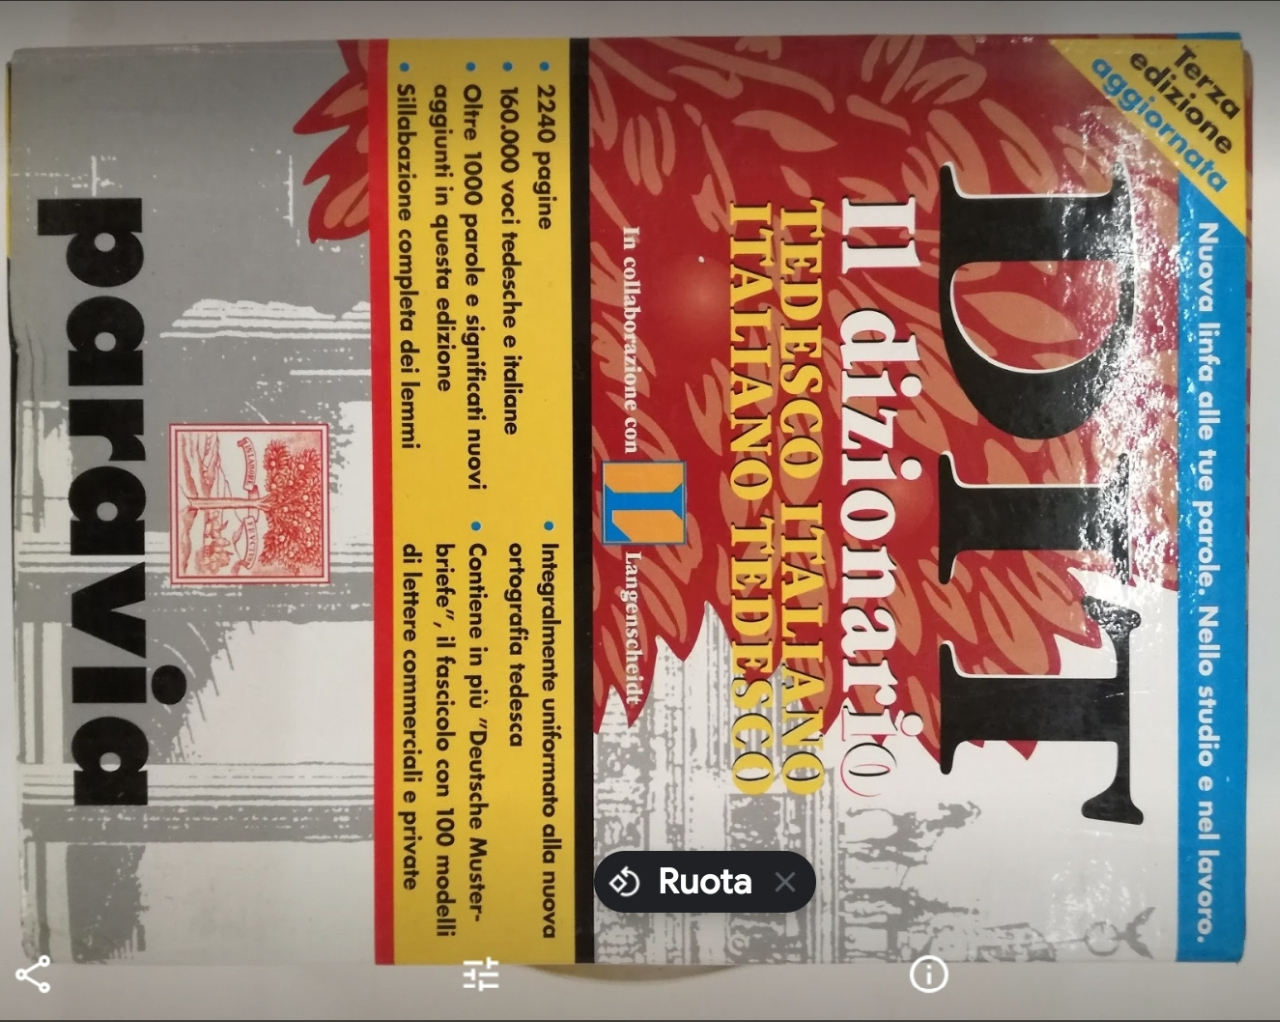 Nuova linfa alle tue parole. Nello studio e nel lavoro.
Terza
edizione
aggiornata
DIT
Il dizionario
TEDESCO ITALIANO
ITALIANO TEDESCO
In collaborazione con L Langenscheidt
• 2240 pagine
• 160.000 voci tedesche e italiane
• Oltre 1000 parole e significati nuovi
aggiunti in questa edizione
• Sillabazione completa dei lemmi
• Integralmente uniformato alla nuova
ortografia tedesca
• Contiene in più "Deutsche Muster-
briefe", il fascicolo con 100 modelli
di lettere commerciali e private
paravia
Ruota